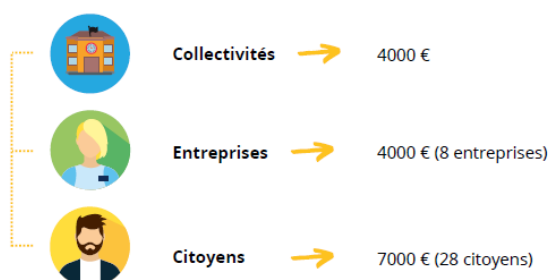 Collectivités 4000 €
Entreprises 4000 € (8 entreprises)
Citoyens 7000 € (28 citoyens)